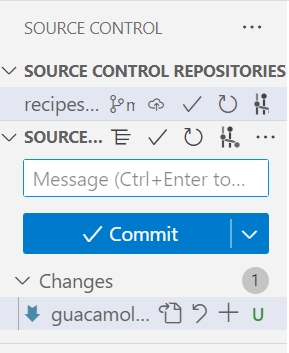 SOURCE CONTROL ...
SOURCE CONTROL REPOSITORIES
recipes...
SOURCE... ...
Message (Ctrl+Enter to...
Commit
Changes 1
guacamol... U